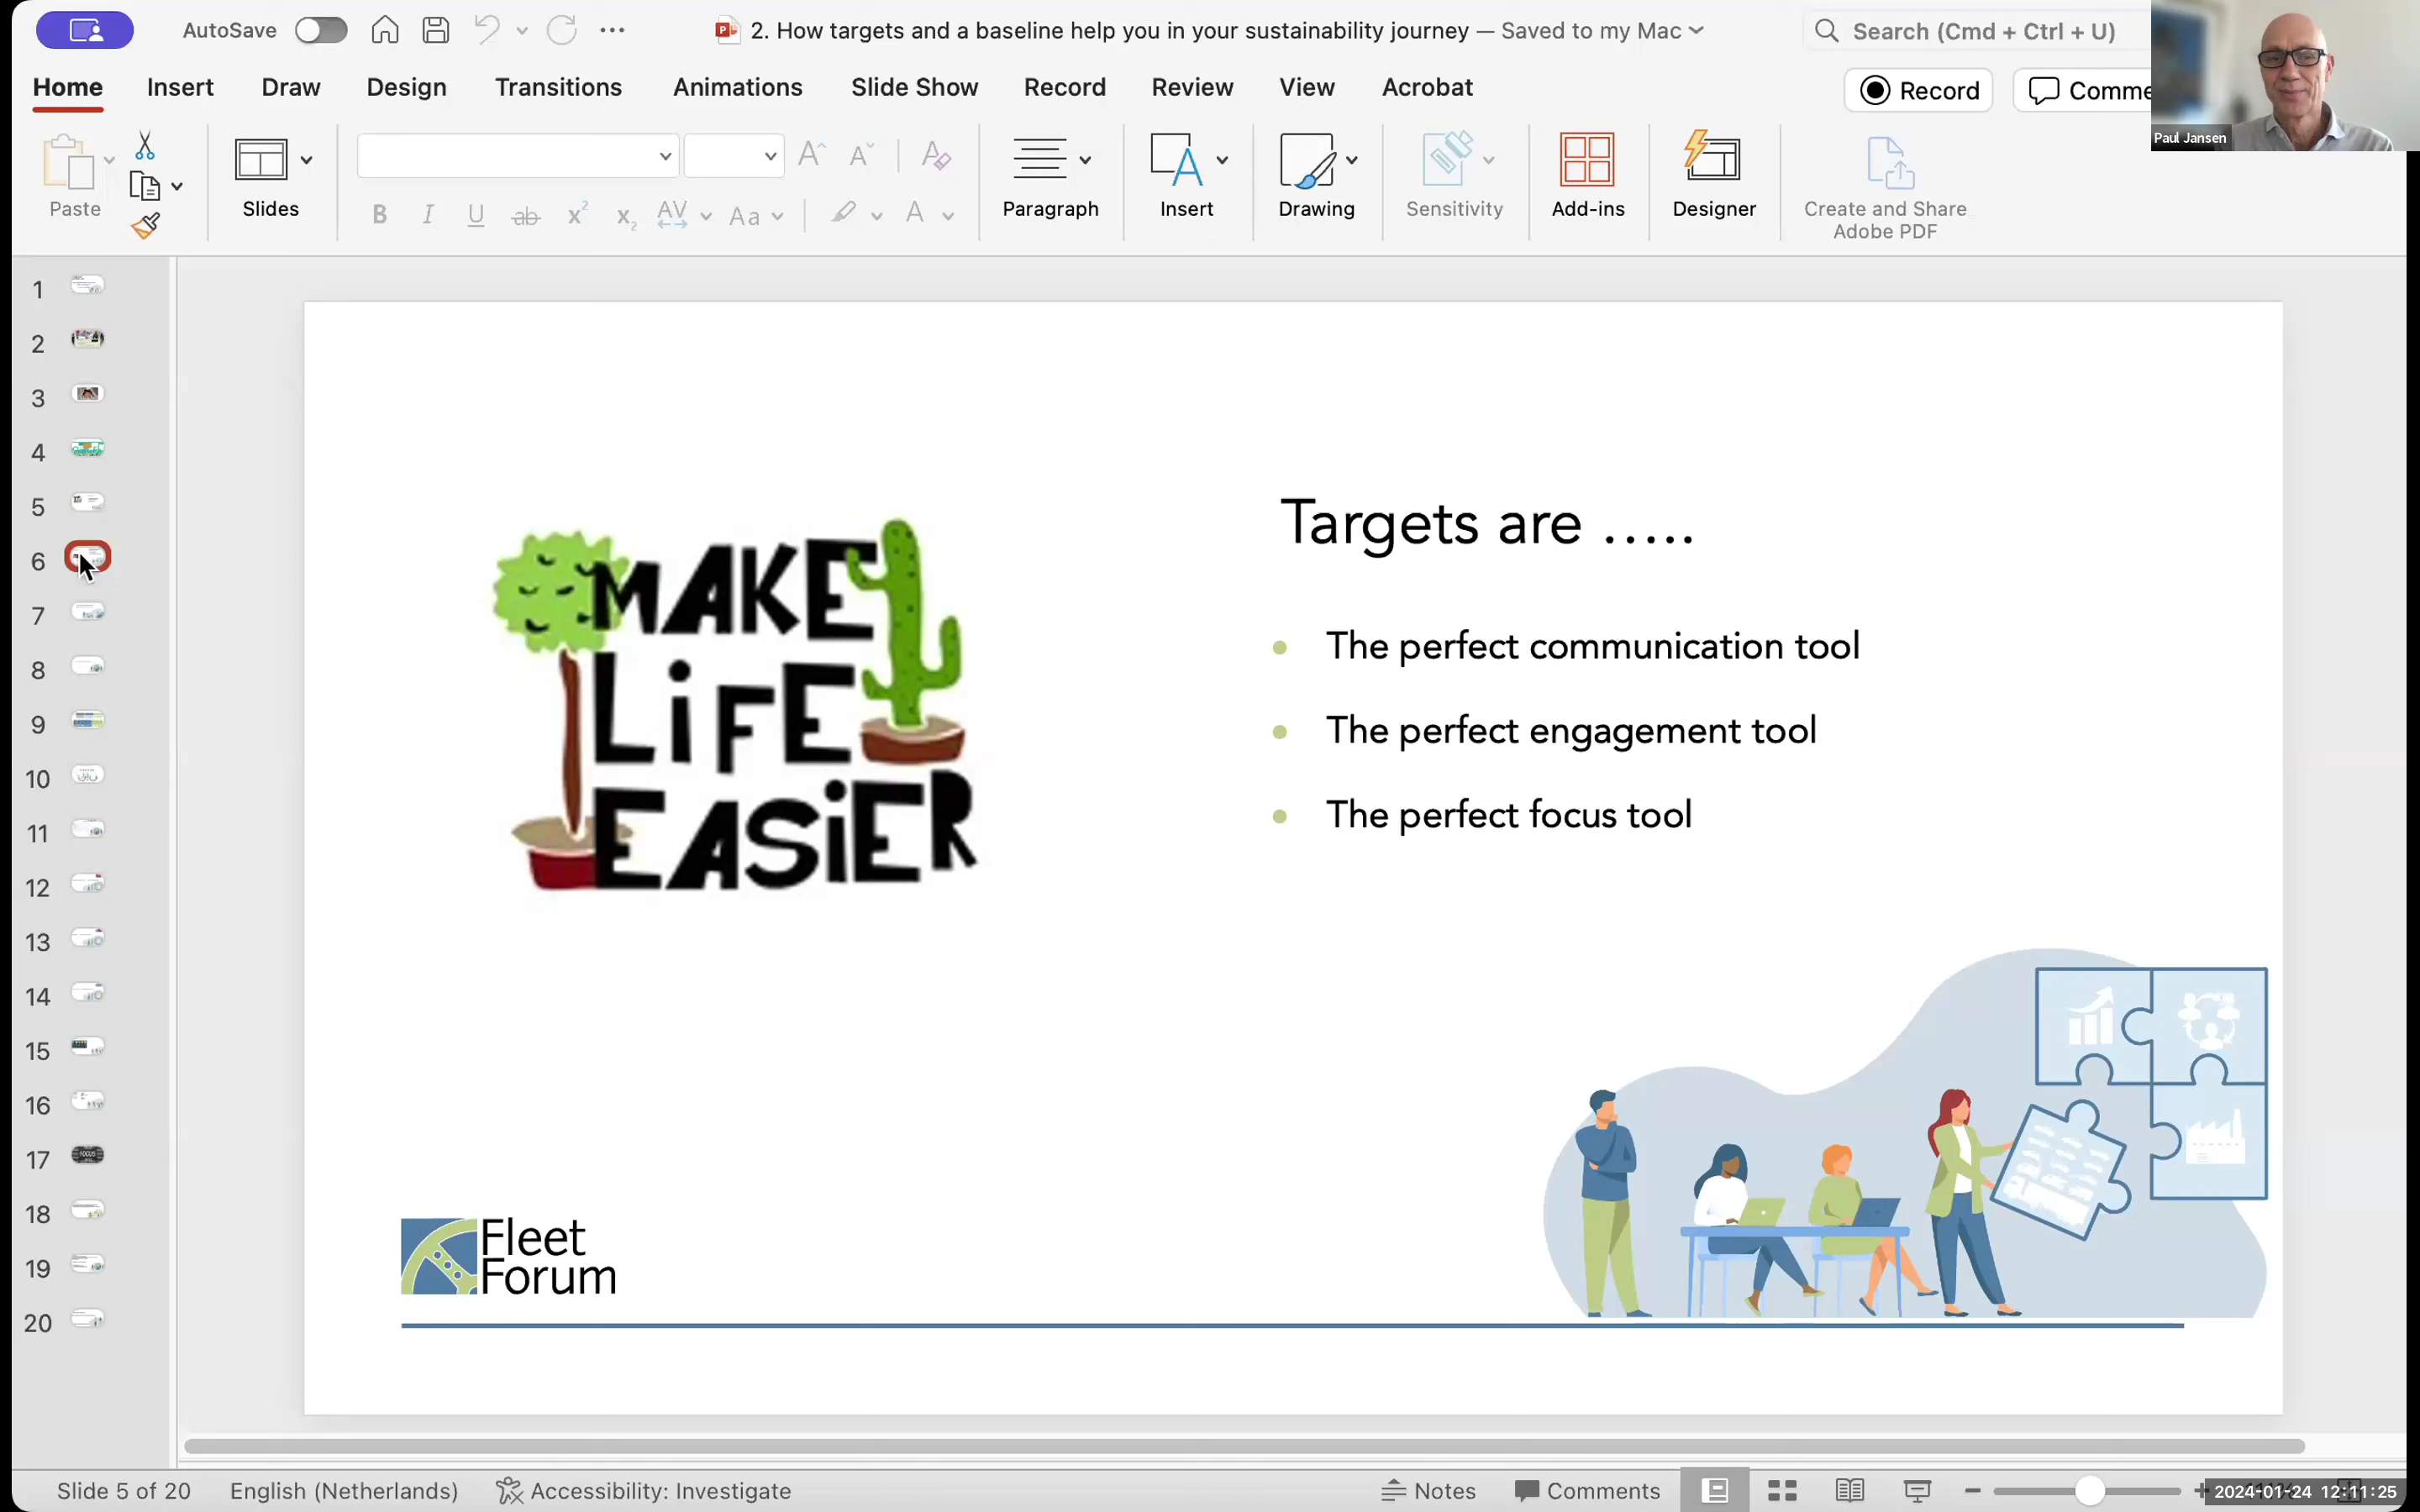 AutoSave
2. How targets and a baseline help you in your sustainability journey — Saved to my Mac
Search (Cmd + Ctrl + U)
Home Insert Draw Design Transitions Animations Slide Show Record Review View Acrobat
Record
Comme
Paul Jansen
Paste
Slides
Paragraph
Insert
Drawing
Sensitivity
Add-ins
Designer
Create and Share
Adobe PDF
1
2
3
4
5
6
7
8
9
10
11
12
13
14
15
16
17
18
19
20
MAKE
LiFE
EASiER
Targets are .....
• The perfect communication tool
• The perfect engagement tool
• The perfect focus tool
Fleet
Forum
Slide 5 of 20 English (Netherlands) Accessibility: Investigate Notes Comments
2024-01-24 12:11:25